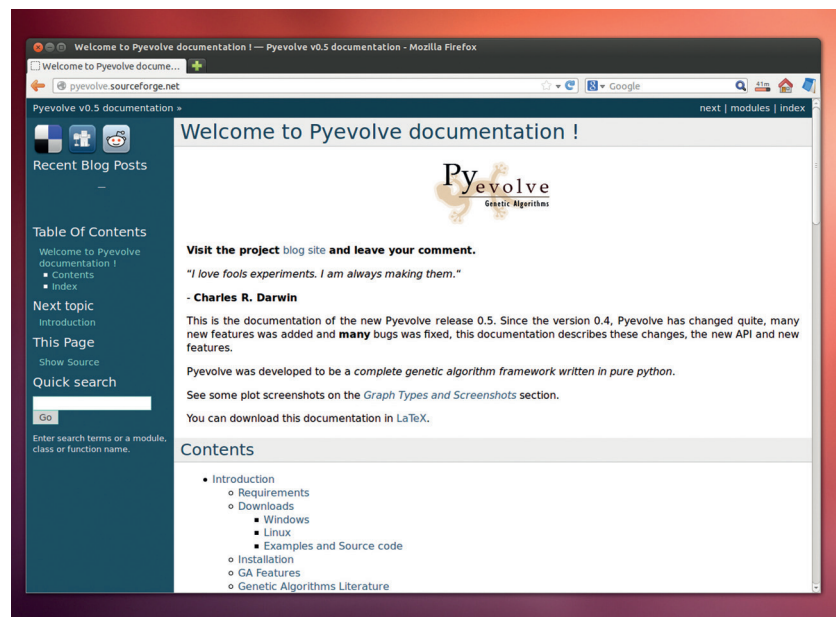 Welcome to Pyevolve documentation ! — Pyevolve v0.5 documentation - Mozilla Firefox
Welcome to Pyevolve docume...
pyevolve.sourceforge.net
Google
41m
Pyevolve v0.5 documentation »
next | modules | index
Recent Blog Posts
—
Table Of Contents
Welcome to Pyevolve
documentation !
Contents
Index
Next topic
Introduction
This Page
Show Source
Quick search
Go
Enter search terms or a module,
class or function name.
Welcome to Pyevolve documentation !
Pyevolve
Genetic Algorithms
Visit the project blog site and leave your comment.
"I love fools experiments. I am always making them."
- Charles R. Darwin
This is the documentation of the new Pyevolve release 0.5. Since the version 0.4, Pyevolve has changed quite, many
new features was added and many bugs was fixed, this documentation describes these changes, the new API and new
features.
Pyevolve was developed to be a complete genetic algorithm framework written in pure python.
See some plot screenshots on the Graph Types and Screenshots section.
You can download this documentation in LaTeX.
Contents
Introduction
Requirements
Downloads
Windows
Linux
Examples and Source code
Installation
GA Features
Genetic Algorithms Literature